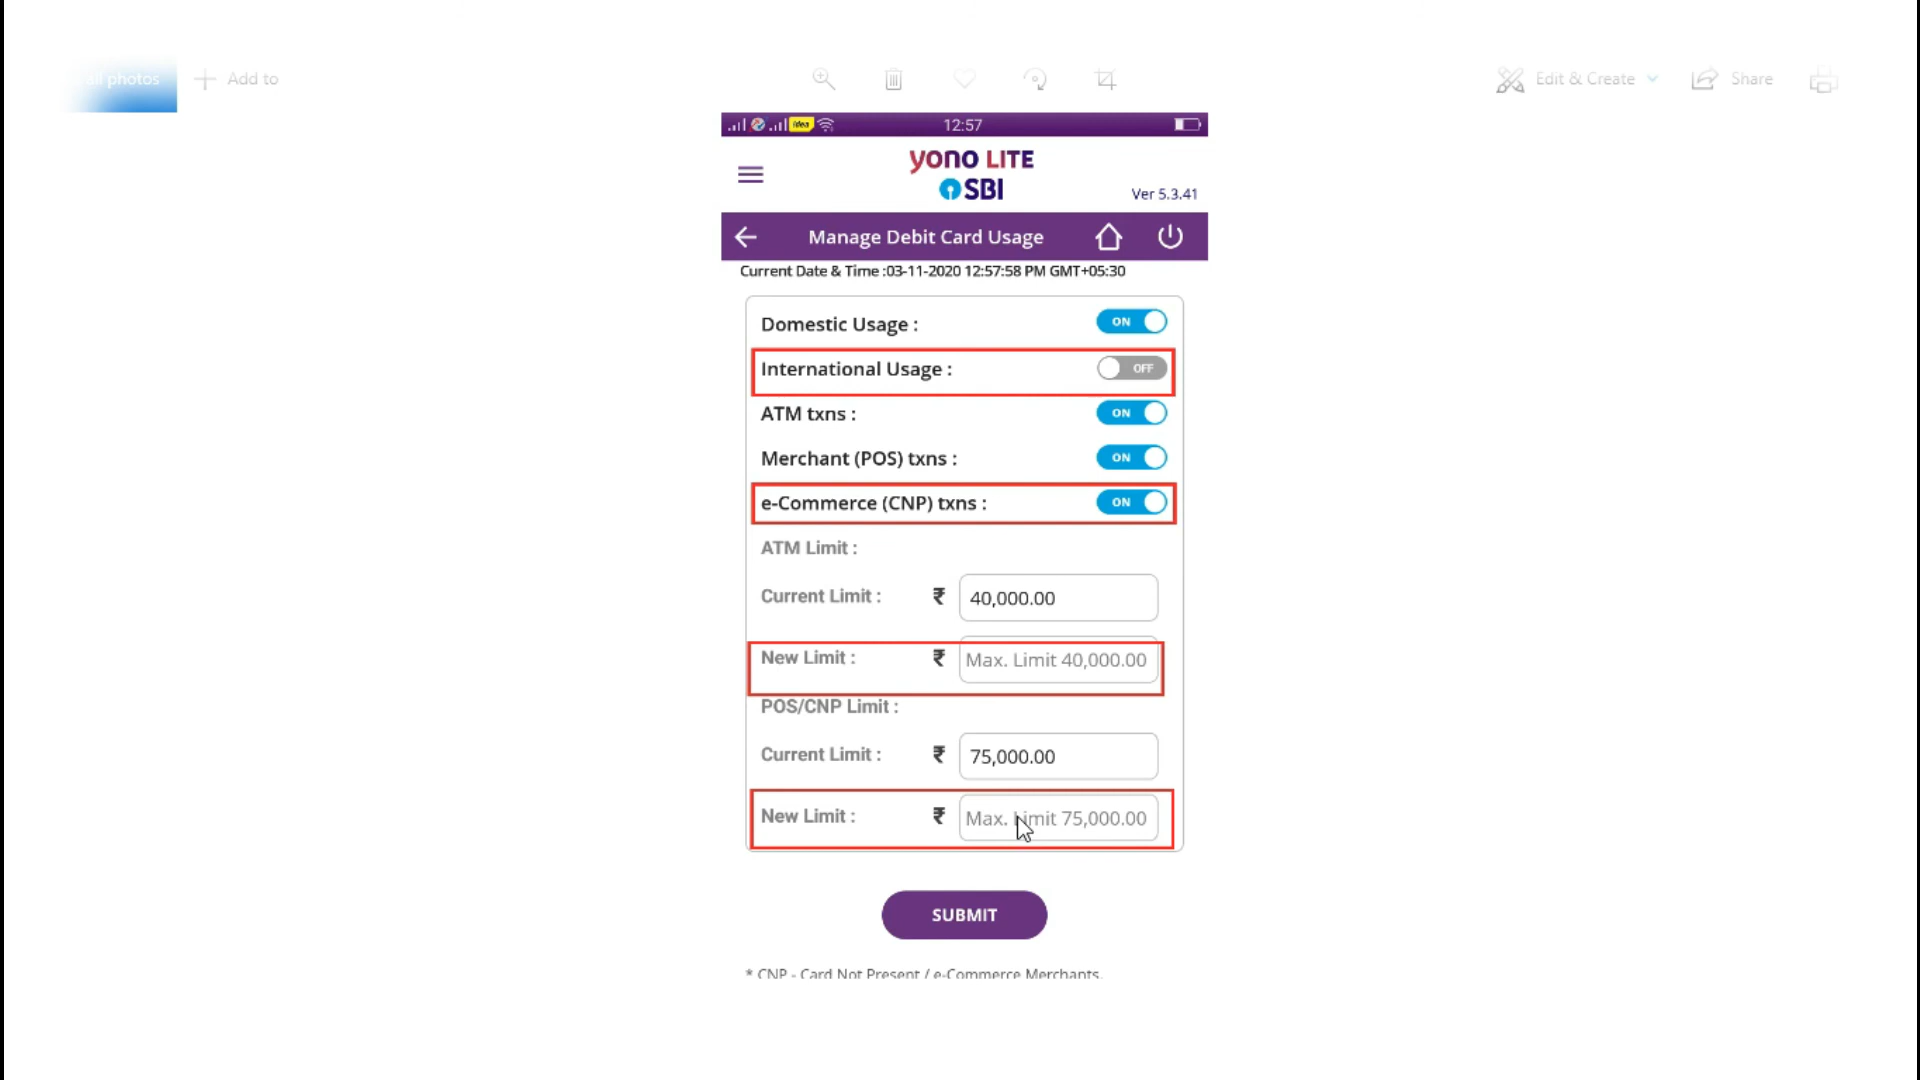 all photos
Add to
Edit & Create
Share
idea
12:57
yono LITE
SBI
Ver 5.3.41
Manage Debit Card Usage
Current Date & Time :03-11-2020 12:57:58 PM GMT+05:30
Domestic Usage : ON
International Usage : OFF
ATM txns : ON
Merchant (POS) txns : ON
e-Commerce (CNP) txns : ON
ATM Limit :
Current Limit : ₹ 40,000.00
New Limit : ₹ Max. Limit 40,000.00
POS/CNP Limit :
Current Limit : ₹ 75,000.00
New Limit : ₹ Max. Limit 75,000.00
SUBMIT
* CNP - Card Not Present / e-Commerce Merchants.